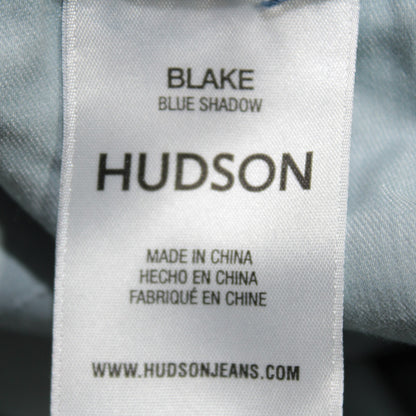 BLAKE
BLUE SHADOW
HUDSON
MADE IN CHINA
HECHO EN CHINA
FABRIQUÉ EN CHINE
WWW.HUDSONJEANS.COM